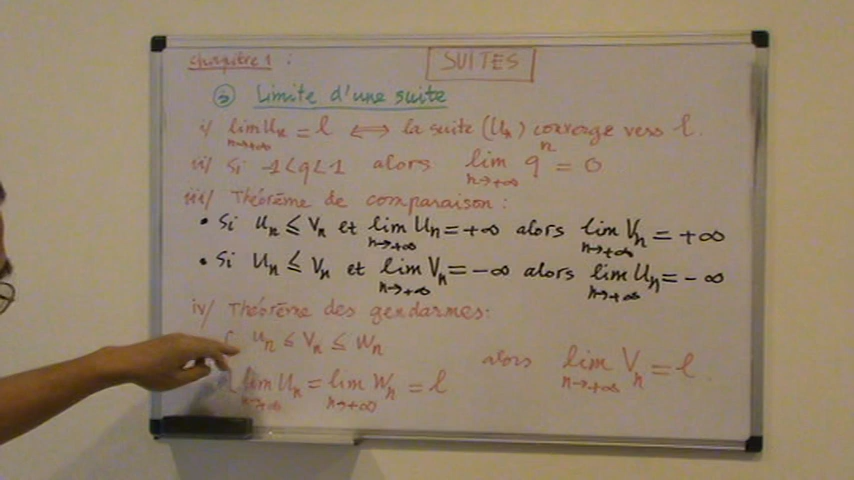 chapitre 1 : SUITES
② Limite d'une suite
i/ lim Un = l ⟺ la suite (Un) converge vers l.
n→+∞
ii/ Si -1<q<1 alors lim qⁿ = 0
n→+∞
iii/ Théorème de comparaison :
• Si Un ≤ Vn et lim Un = +∞ alors lim Vn = +∞
n→+∞ n→+∞
• Si Un ≤ Vn et lim Vn = -∞ alors lim Un = -∞
n→+∞ n→+∞
iv/ Théorème des gendarmes:
Un ≤ Vn ≤ Wn
alors lim Vn = l.
n→+∞
lim Un = lim Wn = l
n→+∞ n→+∞